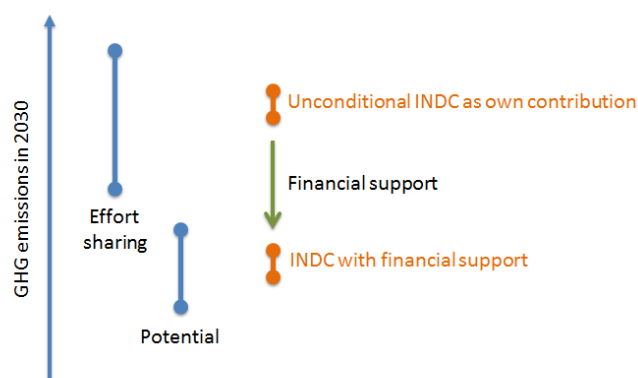 GHG emissions in 2030
Unconditional INDC as own contribution
Financial support
Effort
sharing
INDC with financial support
Potential